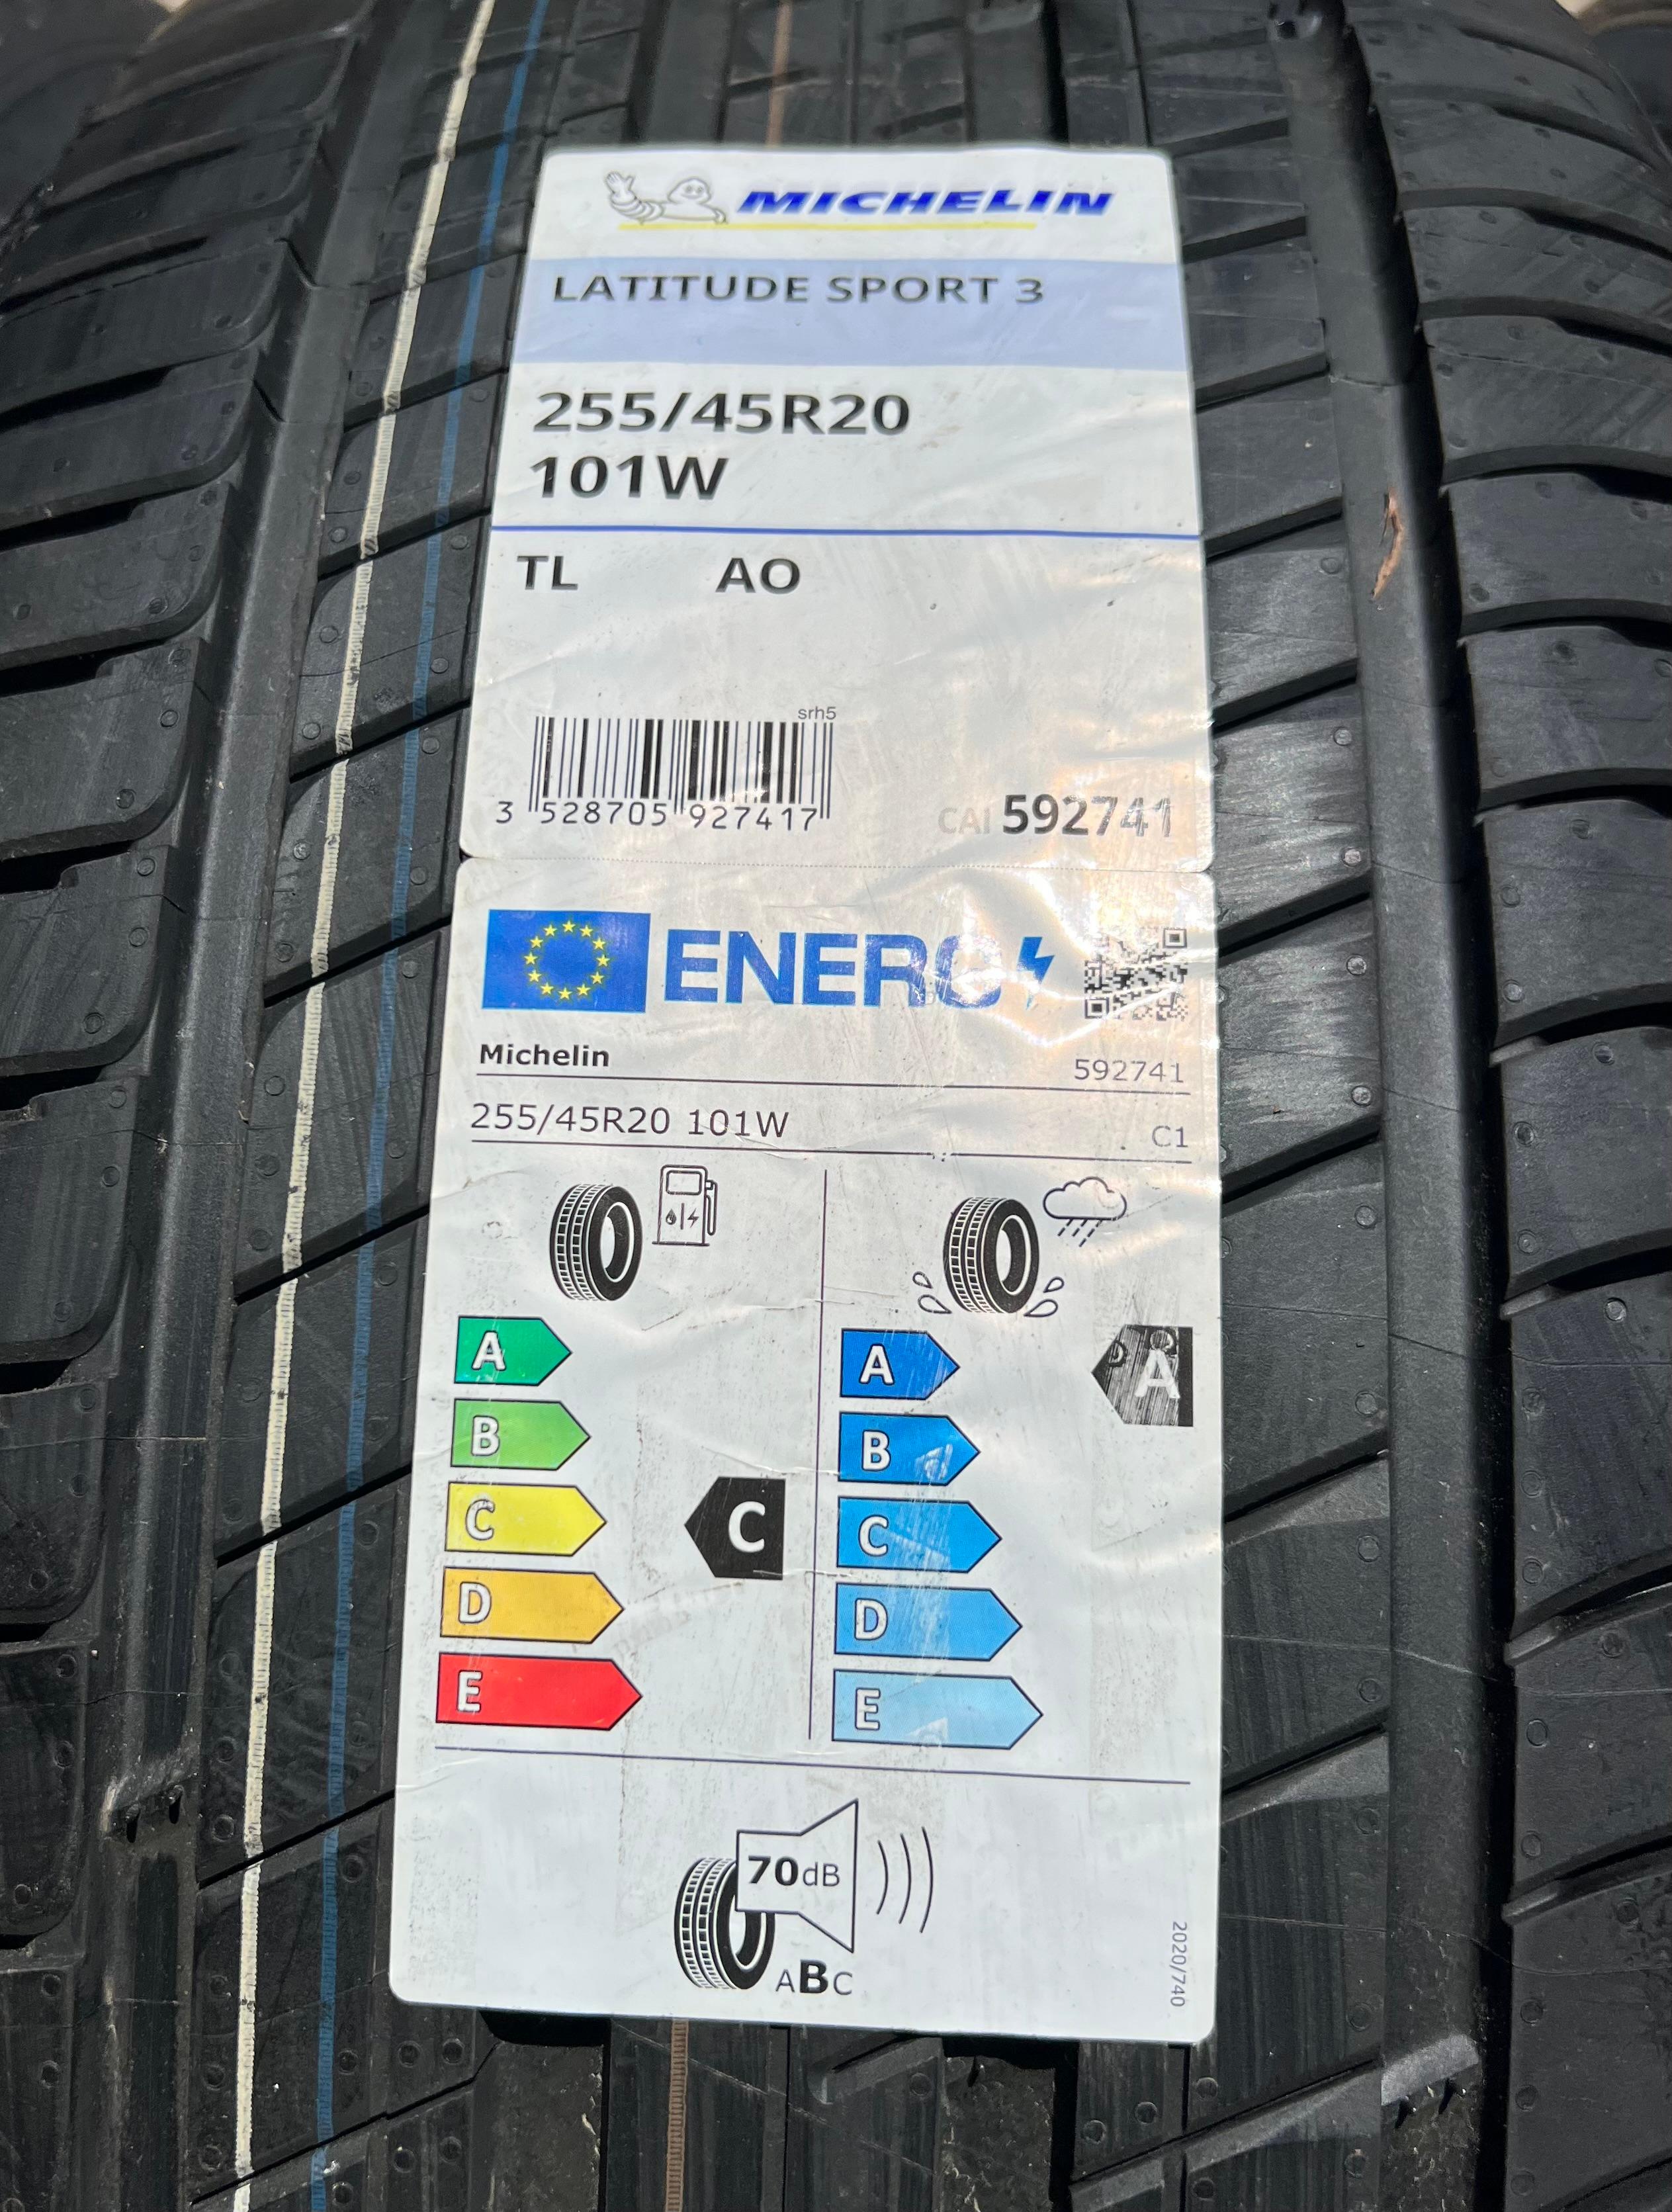 MICHELIN
LATITUDE SPORT 3
255/45R20
101W
TL AO
srh5
3 528705 927417
CAI 592741
ENERG
Michelin 592741
255/45R20 101W C1
A A A
B B
C C C
D D
E E
70dB
ABC
2020/740